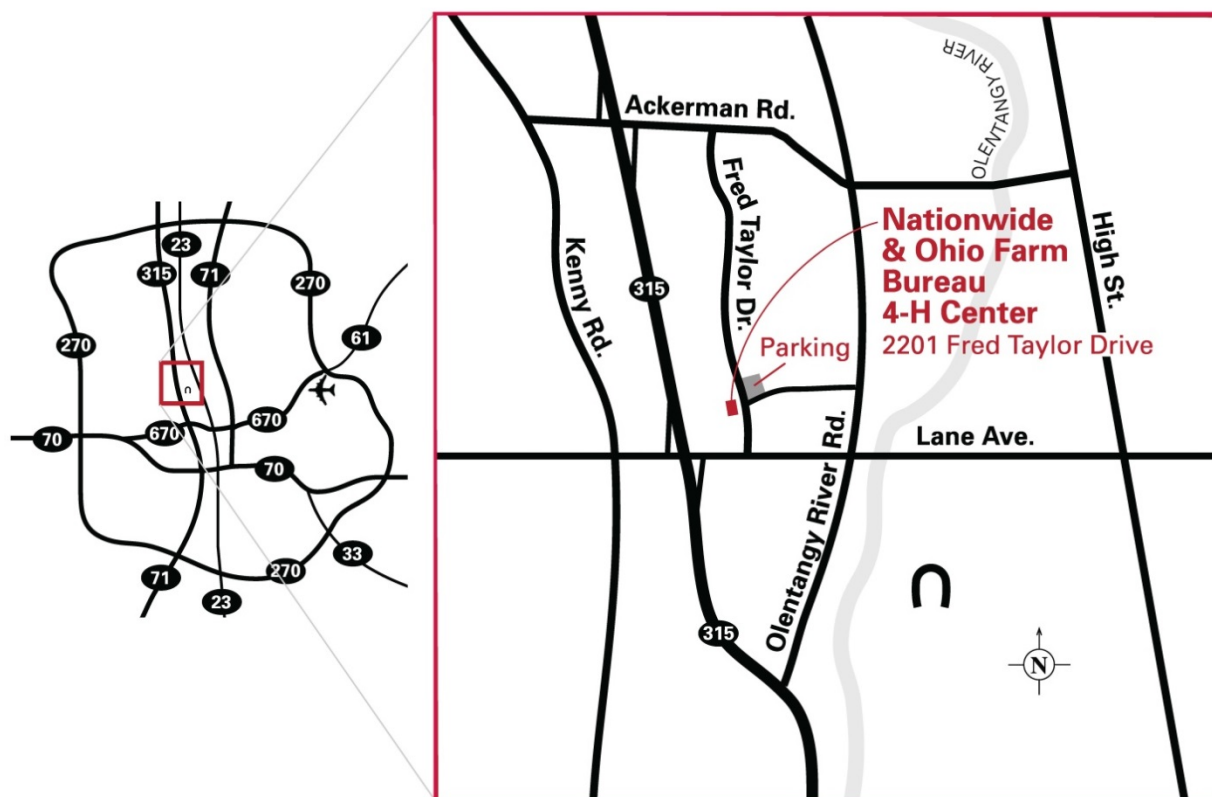 23
315
71
270
270
61
670
670
70
70
33
270
71
23
OLENTANGY RIVER
Ackerman Rd.
Fred Taylor Dr.
Kenny Rd.
High St.
315
Nationwide
& Ohio Farm
Bureau
4-H Center
2201 Fred Taylor Drive
Parking
Lane Ave.
Olentangy River Rd.
315
N